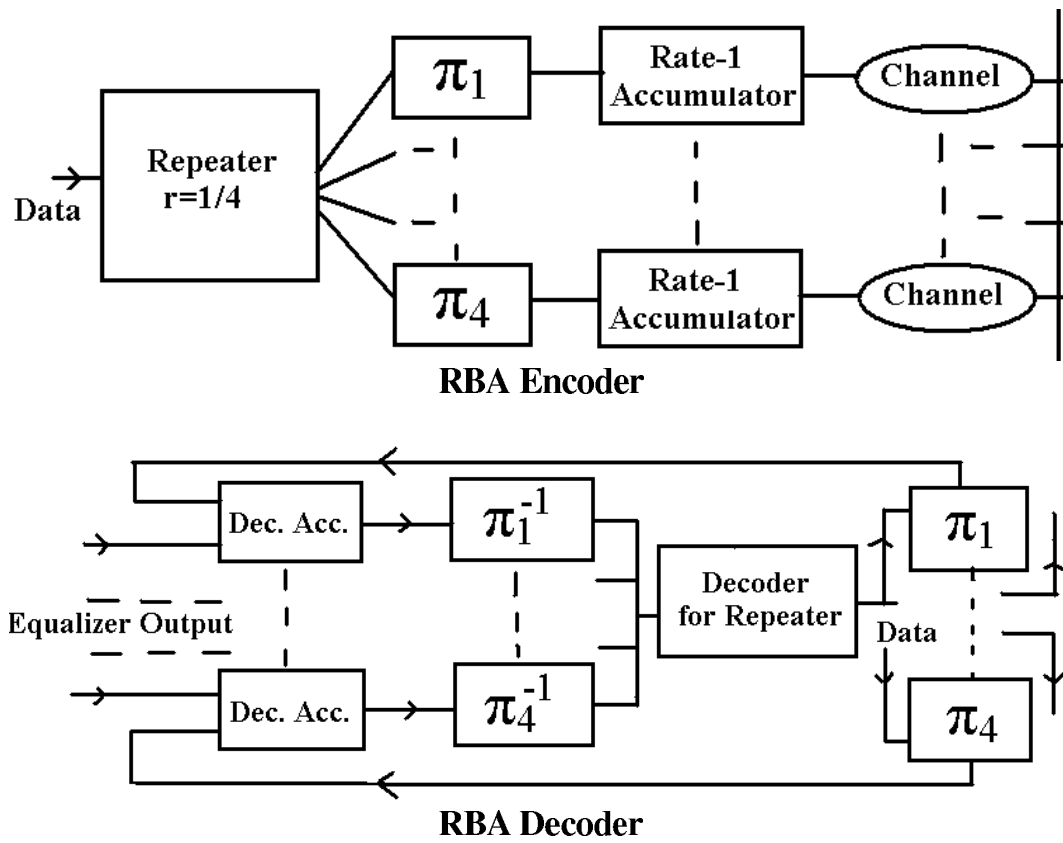 π1
Rate-1
Accumulator
Channel
Repeater
r=1/4
Data
π4
Rate-1
Accumulator
Channel
RBA Encoder
Dec. Acc.
π1^-1
π1
Decoder
for Repeater
Equalizer Output
Data
Dec. Acc.
π4^-1
π4
RBA Decoder